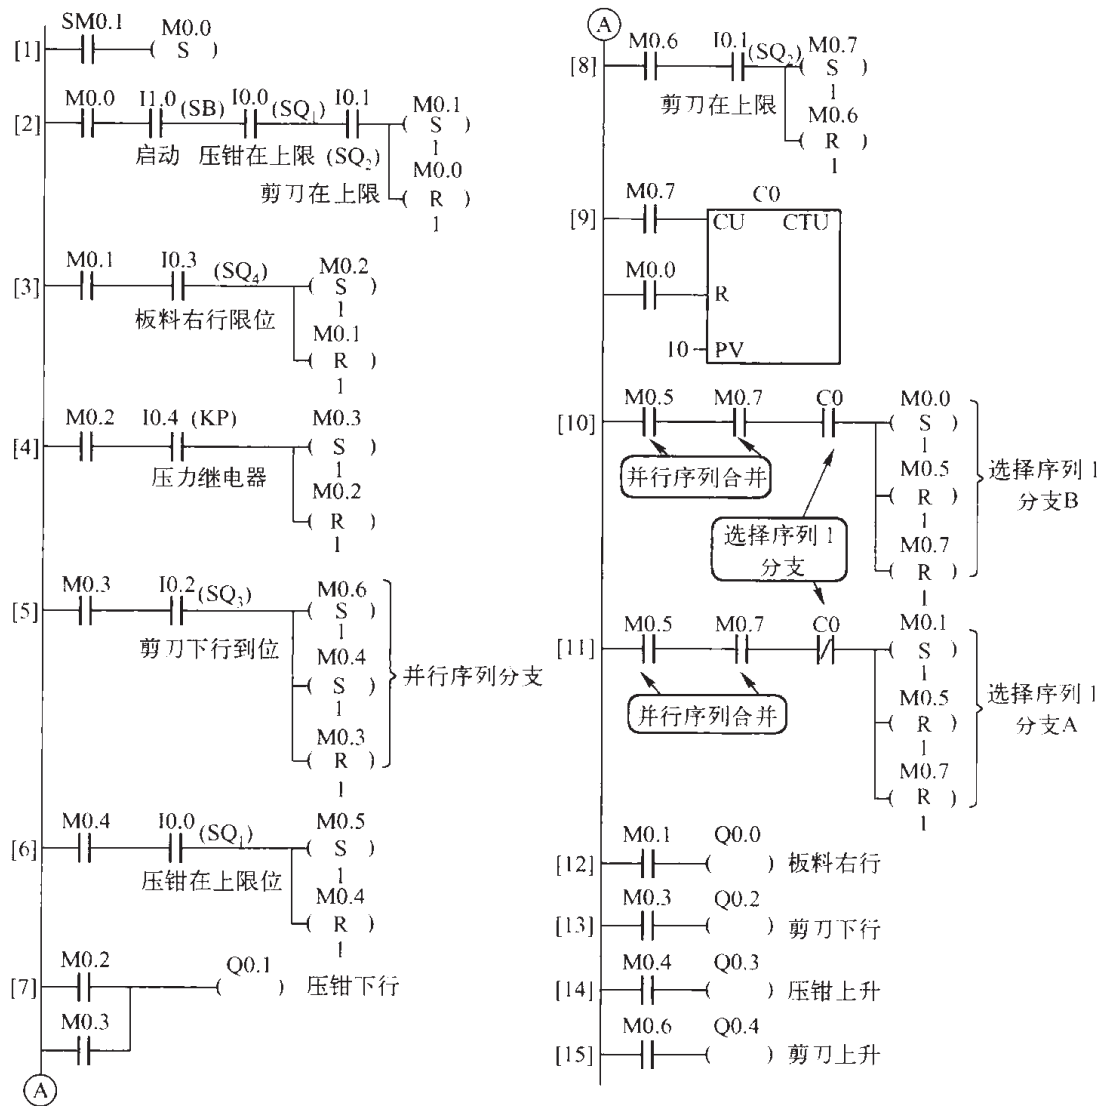 SM0.1
M0.0
[1]
( S )
M0.0 I1.0 (SB) I0.0 (SQ₁) I0.1
M0.1
[2]
( S )
1
启动 压钳在上限 (SQ₂)
M0.0
剪刀在上限
( R )
1
M0.1 I0.3 (SQ₄) M0.2
[3]
( S )
1
板料右行限位
M0.1
( R )
1
M0.2 I0.4 (KP) M0.3
[4]
( S )
1
压力继电器
M0.2
( R )
1
M0.3 I0.2 (SQ₃) M0.6
[5]
( S )
1
剪刀下行到位
M0.4
( S )
1
并行序列分支
M0.3
( R )
1
M0.4 I0.0 (SQ₁) M0.5
[6]
( S )
1
压钳在上限位
M0.4
( R )
1
M0.2 Q0.1
[7]
( ) 压钳下行
M0.3
A
A
M0.6 I0.1 (SQ₂) M0.7
[8]
( S )
1
剪刀在上限
M0.6
( R )
1
M0.7 C0
[9]
CU CTU
M0.0
R
10 PV
M0.5 M0.7 C0 M0.0
[10]
( S )
1
并行序列合并
M0.5
( R )
1
选择序列1
分支B
选择序列1
分支
M0.7
( R )
1
M0.5 M0.7 C0 M0.1
[11]
( S )
1
并行序列合并
M0.5
( R )
1
选择序列1
分支A
M0.7
( R )
1
M0.1 Q0.0
[12] ( ) 板料右行
M0.3 Q0.2
[13] ( ) 剪刀下行
M0.4 Q0.3
[14] ( ) 压钳上升
M0.6 Q0.4
[15] ( ) 剪刀上升